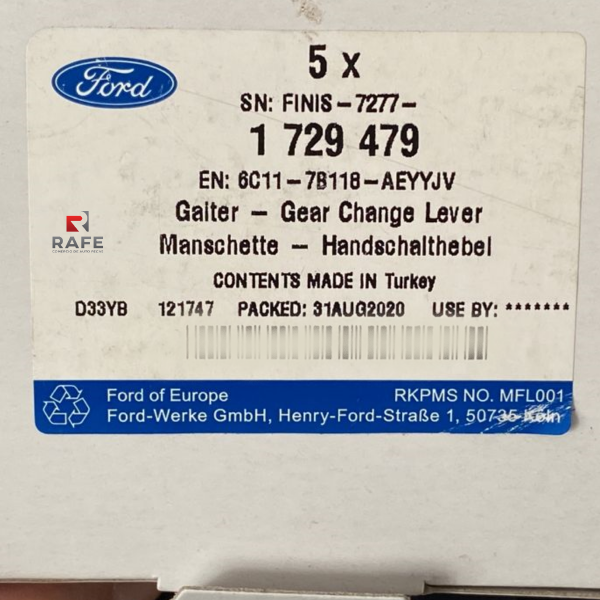 Ford
5 x
SN: FINIS-7277-
1 729 479
EN: 6C11-7B118-AEYYJV
Gaiter - Gear Change Lever
Manschette - Handschalthebel
RAFE
CONTENTS MADE IN Turkey
D33YB 121747 PACKED: 31AUG2020 USE BY: *******
Ford of Europe RKPMS NO. MFL001
Ford-Werke GmbH, Henry-Ford-Straße 1, 50735 Köln